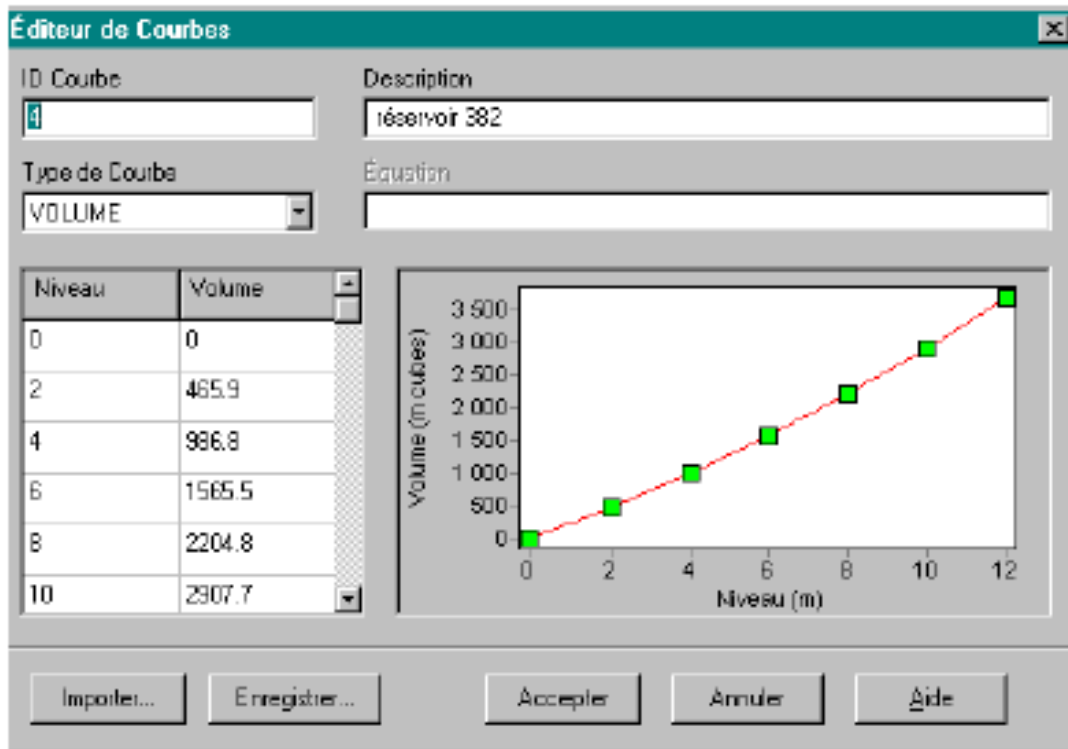 Éditeur de Courbes
ID Courbe
Description
4
réservoir 382
Type de Courbe
Équation
VOLUME
Niveau Volume
0 0
2 465.9
4 986.8
6 1565.5
8 2204.8
10 2907.7
Volume (m cubes)
3 500
3 000
2 500
2 000
1 500
1 000
500
0
0 2 4 6 8 10 12
Niveau (m)
Importer... Enregistrer... Accepter Annuler Aide